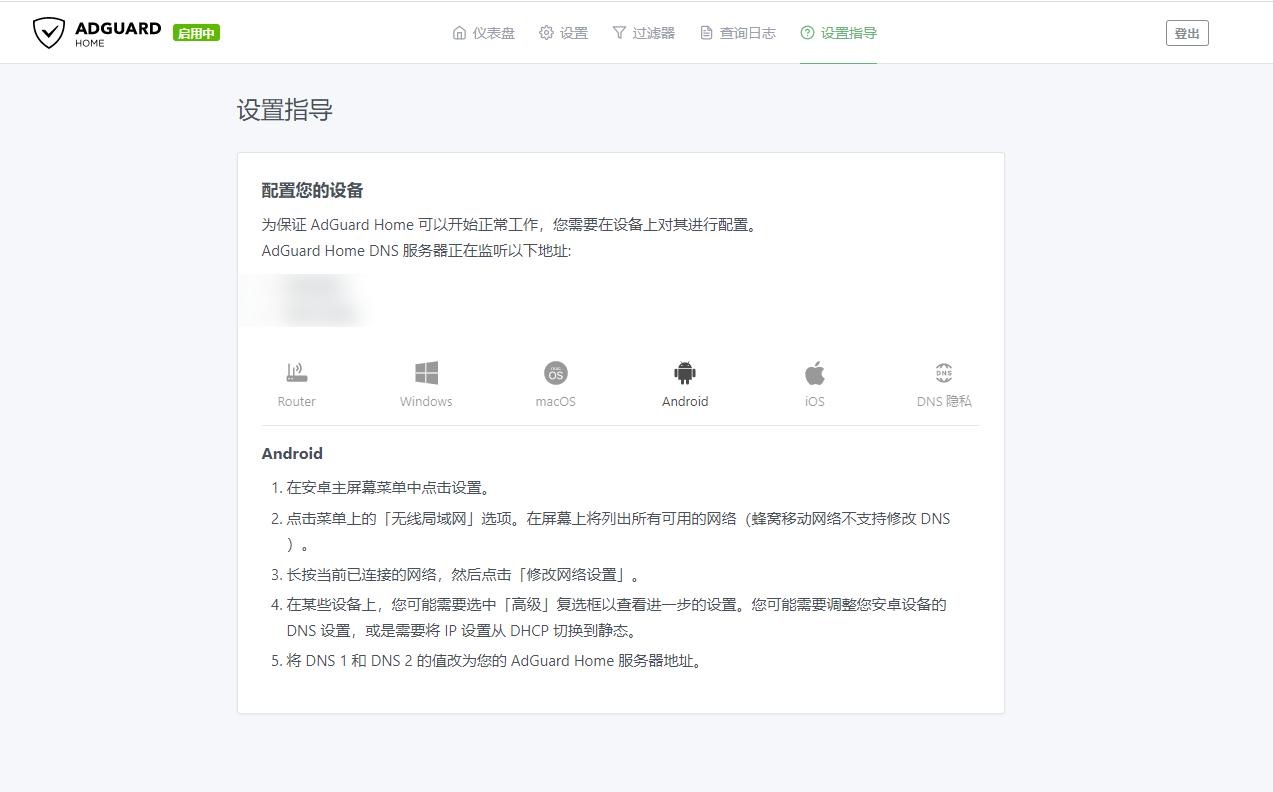 ADGUARD
HOME
启用中
仪表盘
设置
过滤器
查询日志
设置指导
登出
设置指导
配置您的设备
为保证 AdGuard Home 可以开始正常工作，您需要在设备上对其进行配置。
AdGuard Home DNS 服务器正在监听以下地址:
Router
Windows
macOS
Android
iOS
DNS 隐私
Android
1. 在安卓主屏幕菜单中点击设置。
2. 点击菜单上的「无线局域网」选项。在屏幕上将列出所有可用的网络（蜂窝移动网络不支持修改 DNS
）。
3. 长按当前已连接的网络，然后点击「修改网络设置」。
4. 在某些设备上，您可能需要选中「高级」复选框以查看进一步的设置。您可能需要调整您安卓设备的
DNS 设置，或是需要将 IP 设置从 DHCP 切换到静态。
5. 将 DNS 1 和 DNS 2 的值改为您的 AdGuard Home 服务器地址。